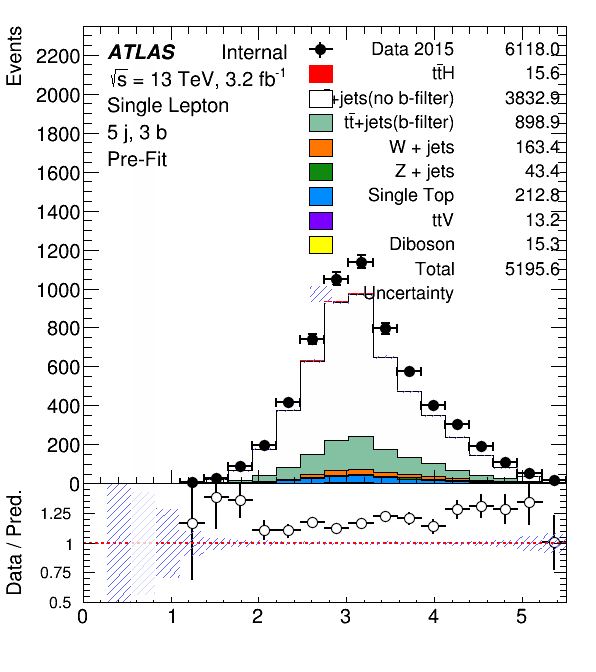 Events
2200
2000
1800
1600
1400
1200
1000
800
600
400
200
0
ATLAS Internal
√s = 13 TeV, 3.2 fb⁻¹
Single Lepton
5 j, 3 b
Pre-Fit
Data 2015 6118.0
tt̄H 15.6
+jets(no b-filter) 3832.9
tt̄+jets(b-filter) 898.9
W + jets 163.4
Z + jets 43.4
Single Top 212.8
ttV 13.2
Diboson 15.3
Total 5195.6
Uncertainty
Data / Pred.
1.25
1
0.75
0.5
0 1 2 3 4 5